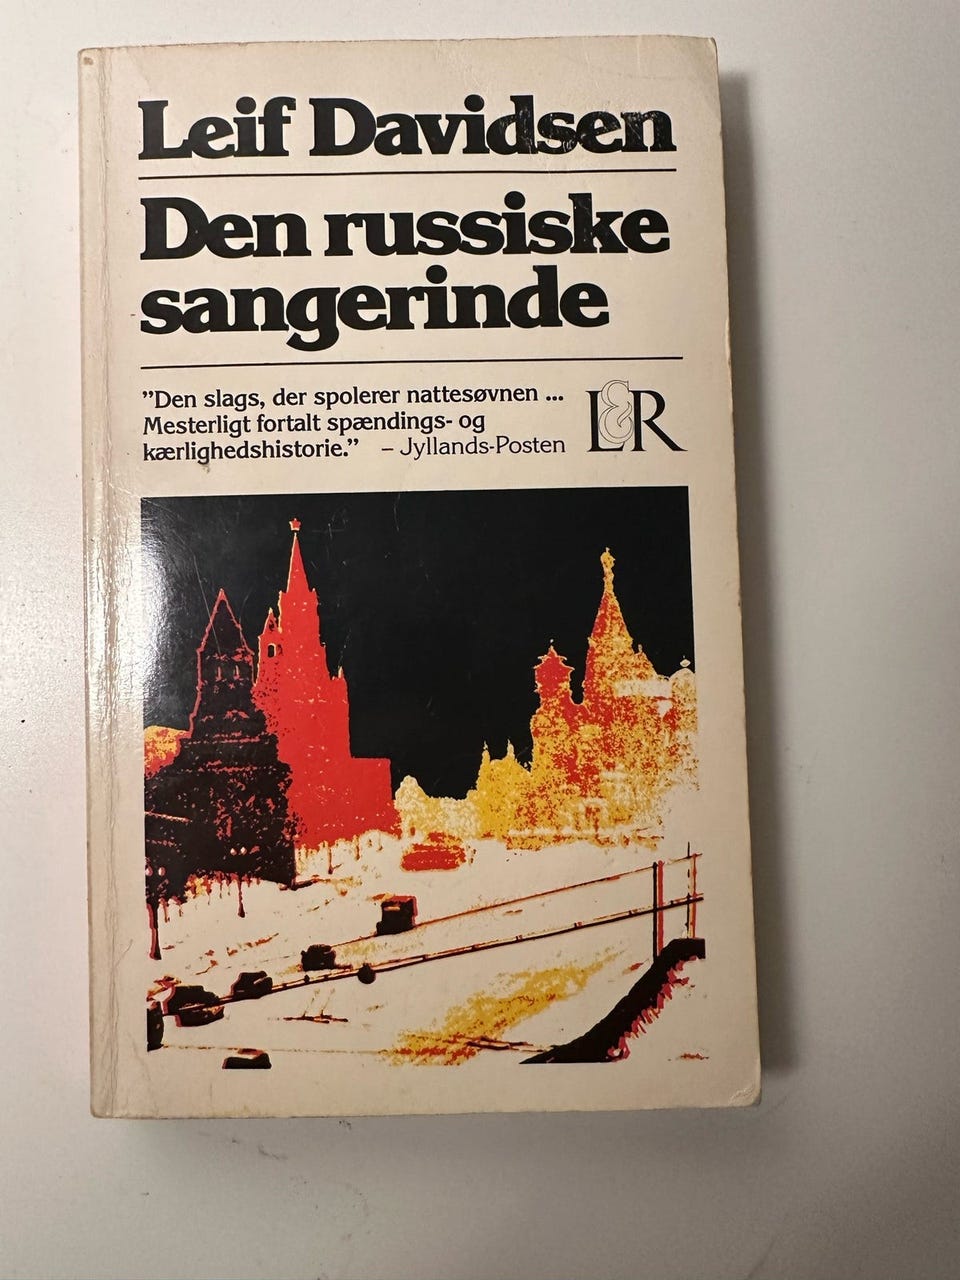 Leif Davidsen
Den russiske
sangerinde
”Den slags, der spolerer nattesøvnen ...
Mesterligt fortalt spændings- og
kærlighedshistorie.” – Jyllands-Posten
L&R